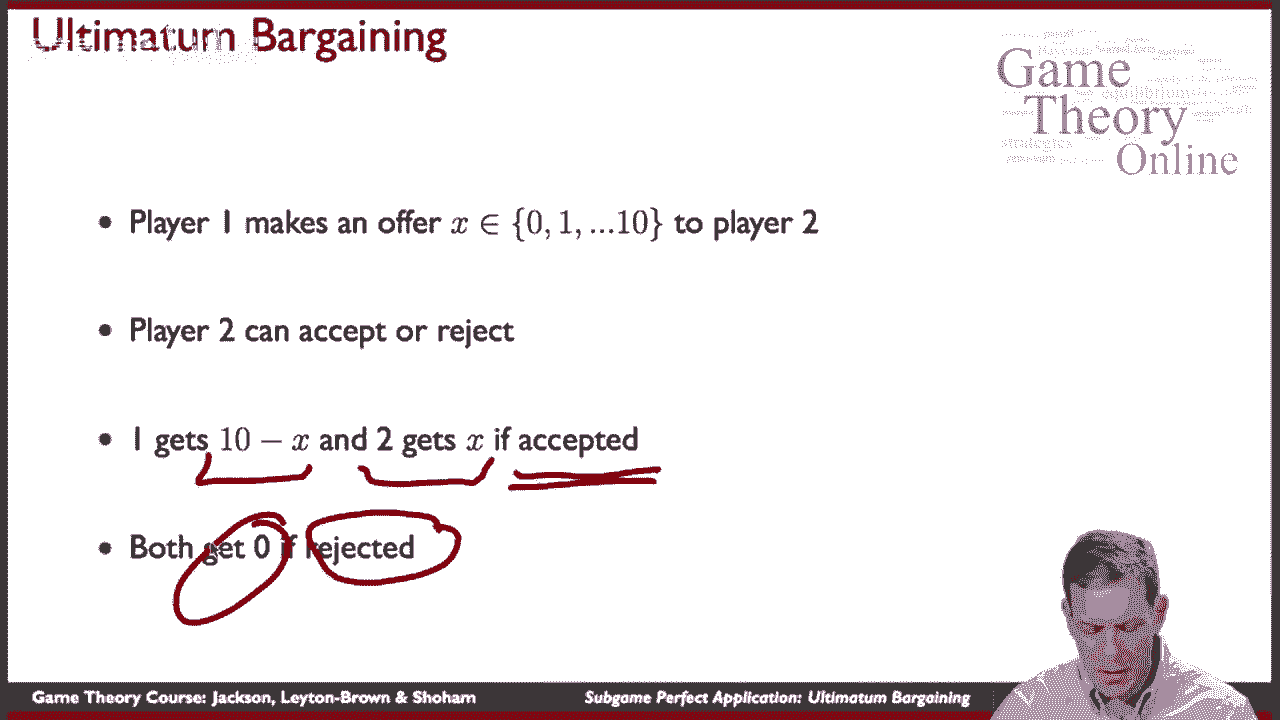 Ultimatum Bargaining
Game
Theory
Online
• Player 1 makes an offer x ∈ {0, 1, ...10} to player 2
• Player 2 can accept or reject
• 1 gets 10 − x and 2 gets x if accepted
• Both get 0 if rejected
Game Theory Course: Jackson, Leyton-Brown & Shoham
Subgame Perfect Application: Ultimatum Bargaining